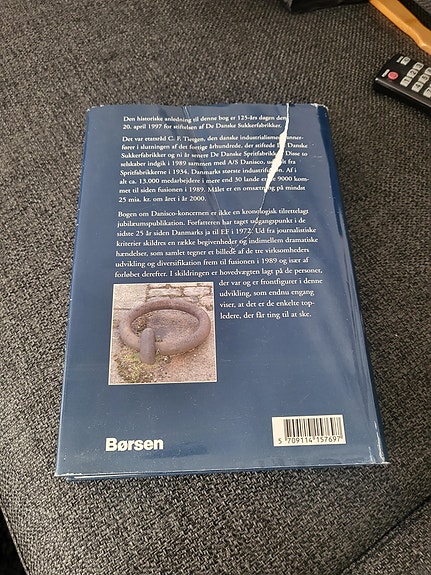 Den historiske anledning til denne bog er 125-års dagen den
20. april 1997 for stiftelsen af De Danske Sukkerfabrikker.
Det var etatsråd C. F. Tietgen, den danske industrialismes
fører i slutningen af det forrige århundrede, der stiftede De Danske
Sukkerfabrikker og ni år senere De Danske Spritfabrikker. Disse to
selskaber indgik i 1989 sammen med A/S Danisco, udgået fra
Spritfabrikkerne i 1934, Danmarks største industrifusion. Af i
alt ca. 13.000 medarbejdere i mere end 30 lande er de 9000 kom-
met til siden fusionen i 1989. Målet er en omsætning på mindst
25 mia. kr. om året i år 2000.
Bogen om Danisco-koncernen er ikke en kronologisk tilrettelagt
jubilæumspublikation. Forfatteren har taget udgangspunkt i de
sidste 25 år siden Danmarks ja til EF i 1972. Ud fra journalistiske
kriterier skildres en række begivenheder og indimellem dramatiske
hændelser, som samlet tegner et billede af de tre virksomheders
udvikling og diversifikation frem til fusionen i 1989 og især af
forløbet derefter. I skildringen er hovedvægten lagt på de personer,
der var og er frontfigurer i denne
udvikling, som endnu engang
viser, at det er de enkelte top-
ledere, der får ting til at ske.
Børsen
5 709114 157697